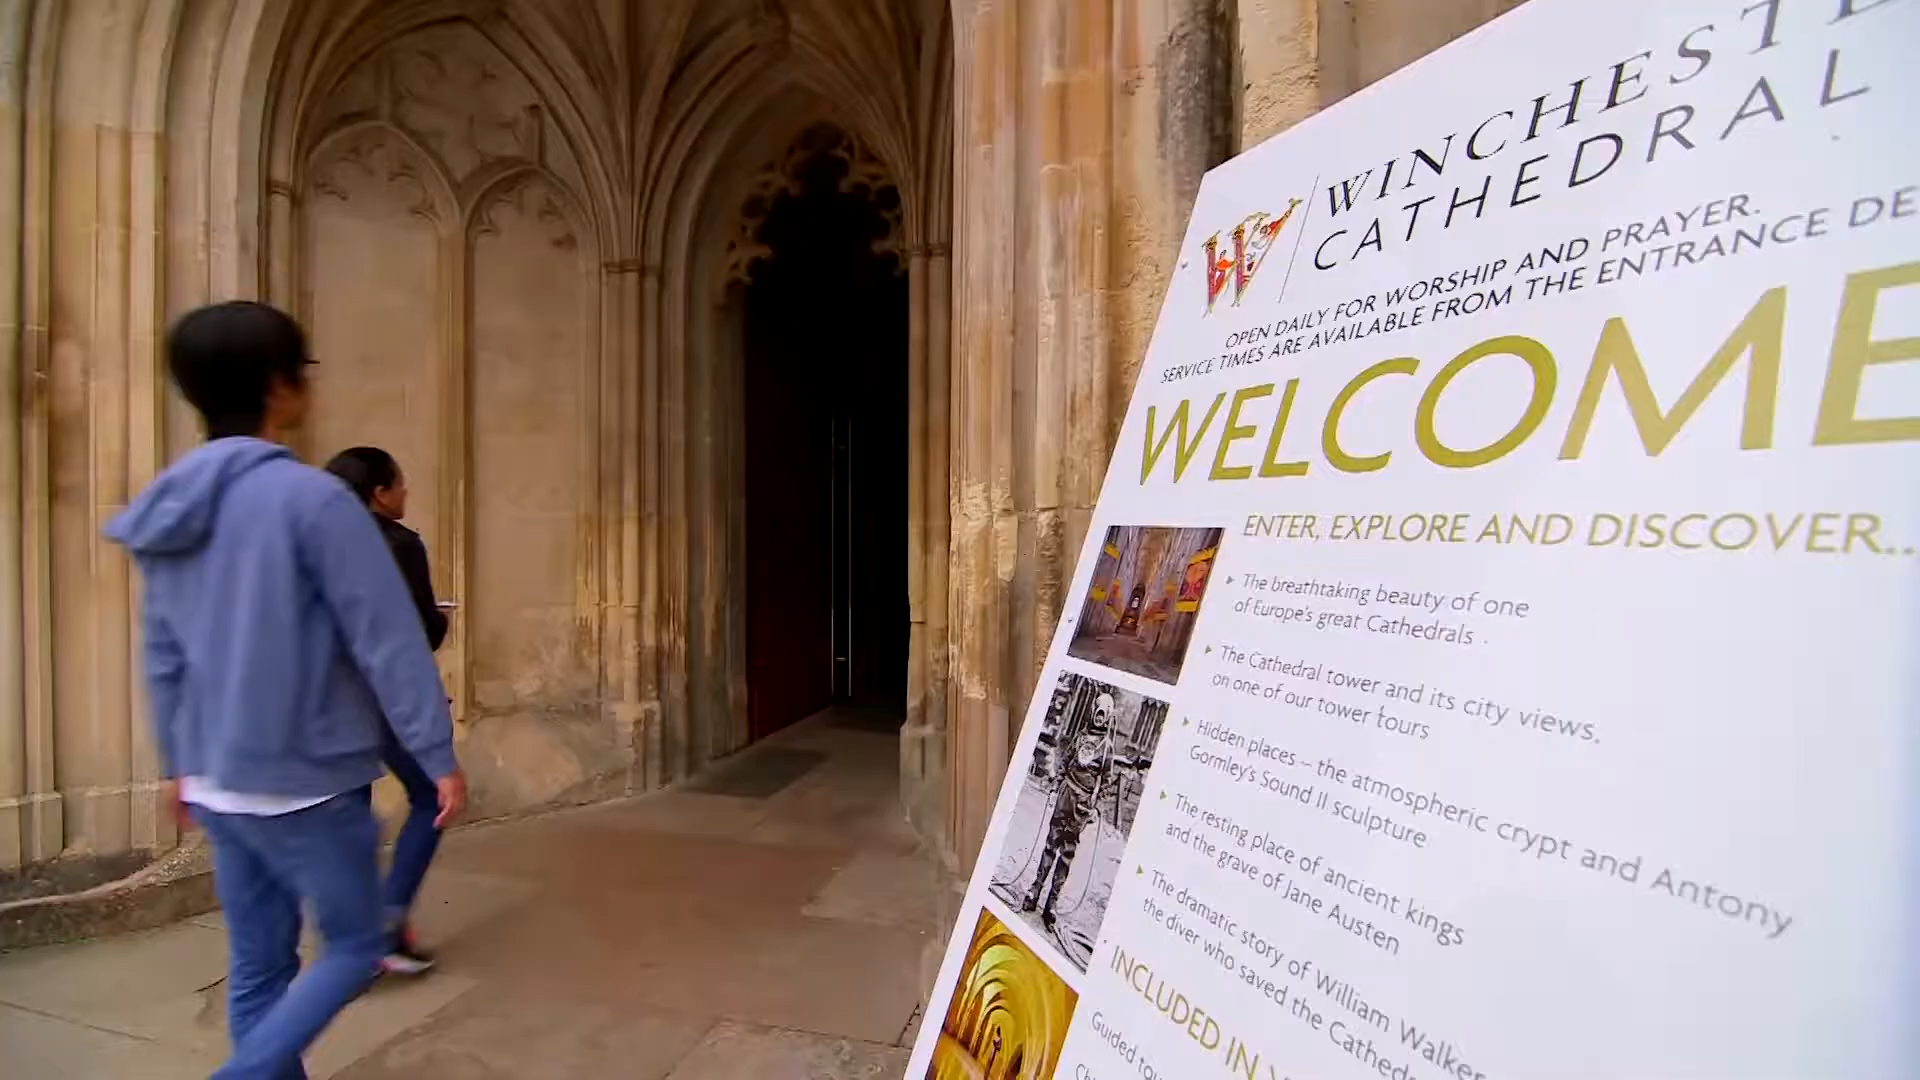 WINCHESTE
CATHEDRAL
OPEN DAILY FOR WORSHIP AND PRAYER.
SERVICE TIMES ARE AVAILABLE FROM THE ENTRANCE DE
WELCOME
ENTER, EXPLORE AND DISCOVER...
The breathtaking beauty of one
of Europe's great Cathedrals
The Cathedral tower and its city views.
on one of our tower tours
Hidden places – the atmospheric crypt and Antony
Gormley's Sound II sculpture
The resting place of ancient kings
and the grave of Jane Austen
The dramatic story of William Walker
the diver who saved the Cathed
INCLUDED IN
Guided tou